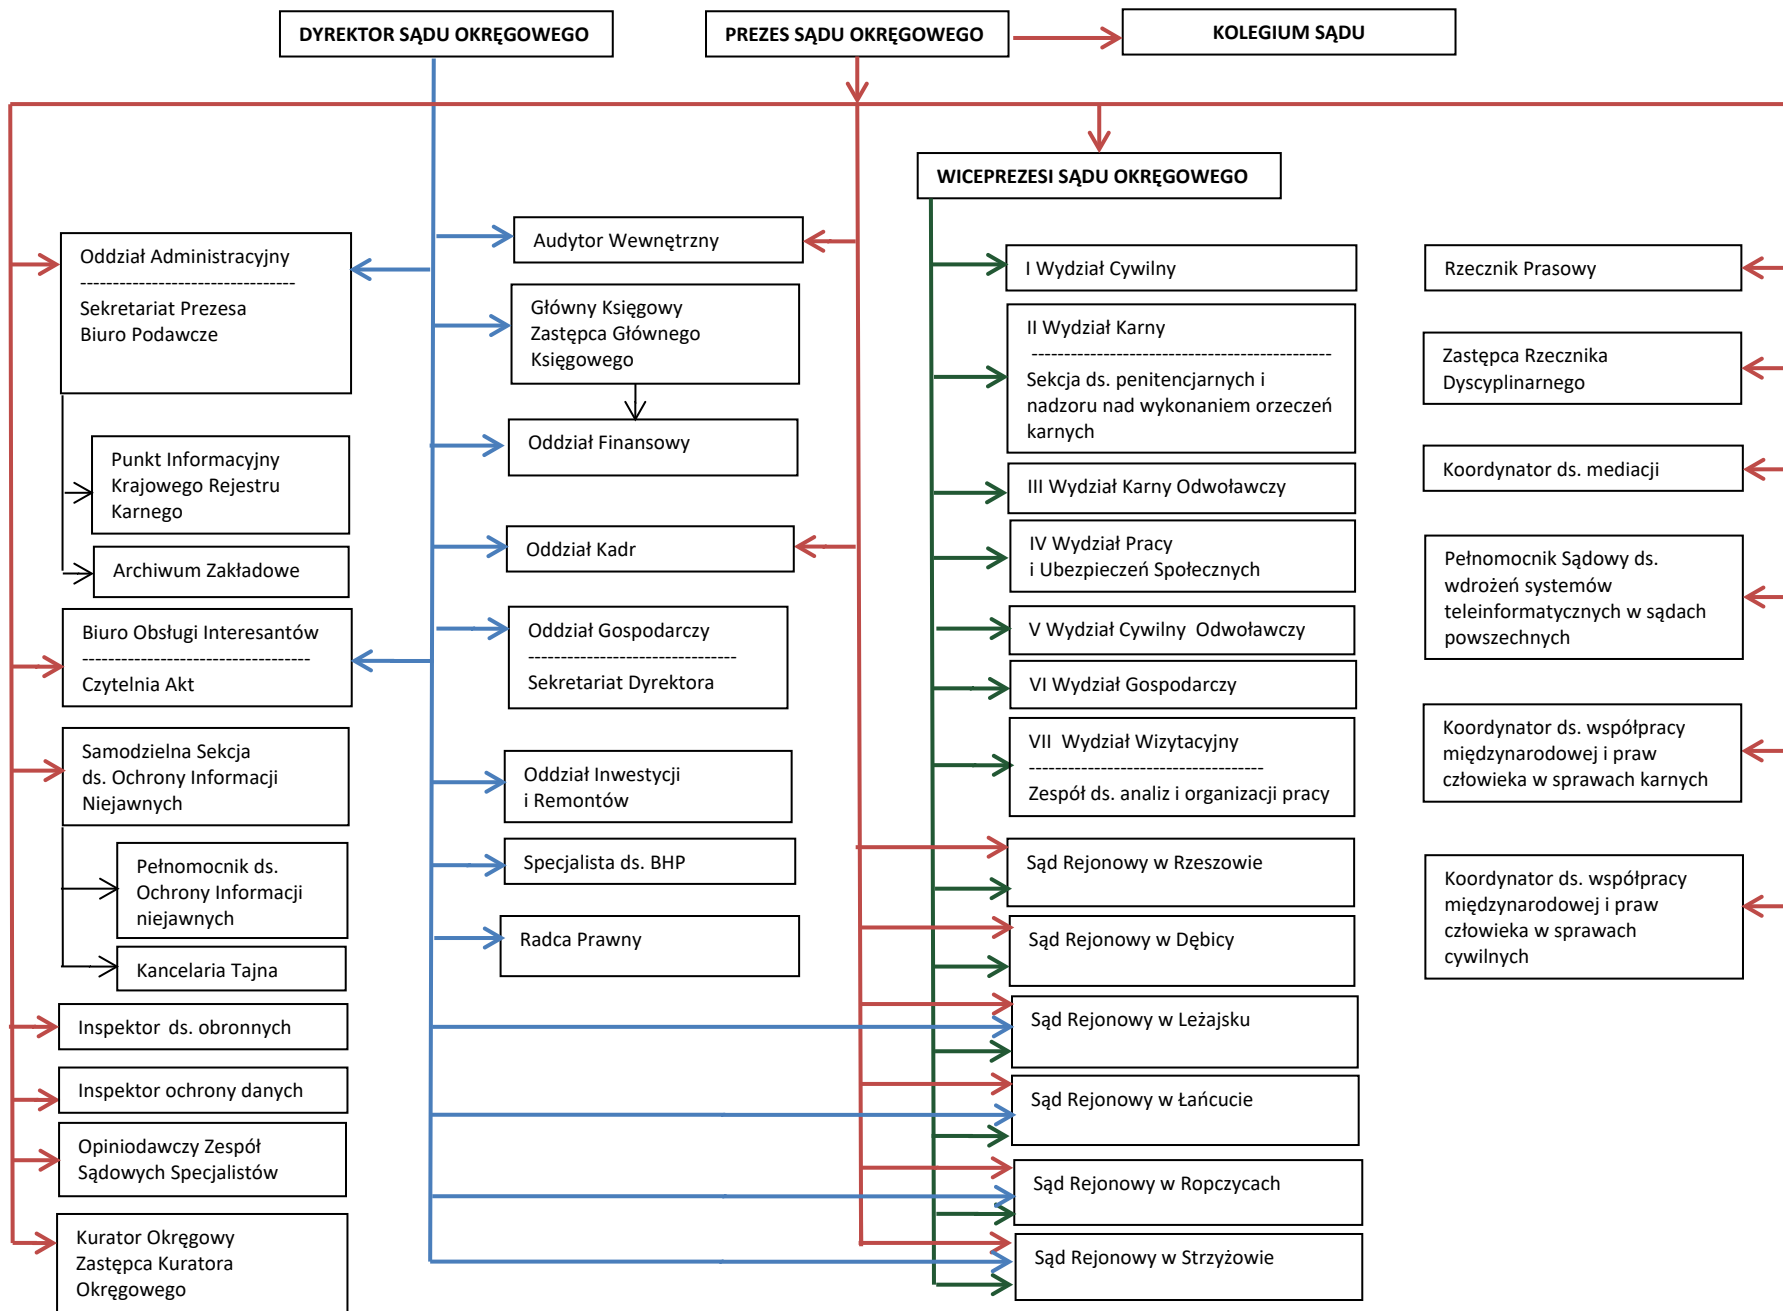 DYREKTOR SĄDU OKRĘGOWEGO
PREZES SĄDU OKRĘGOWEGO
KOLEGIUM SĄDU
WICEPREZESI SĄDU OKRĘGOWEGO
Oddział Administracyjny
---------------------------------
Sekretariat Prezesa
Biuro Podawcze
Punkt Informacyjny
Krajowego Rejestru
Karnego
Archiwum Zakładowe
Biuro Obsługi Interesantów
-----------------------------------
Czytelnia Akt
Samodzielna Sekcja
ds. Ochrony Informacji
Niejawnych
Pełnomocnik ds.
Ochrony Informacji
niejawnych
Kancelaria Tajna
Inspektor ds. obronnych
Inspektor ochrony danych
Opiniodawczy Zespół
Sądowych Specjalistów
Kurator Okręgowy
Zastępca Kuratora
Okręgowego
Audytor Wewnętrzny
Główny Księgowy
Zastępca Głównego
Księgowego
Oddział Finansowy
Oddział Kadr
Oddział Gospodarczy
--------------------------------
Sekretariat Dyrektora
Oddział Inwestycji
i Remontów
Specjalista ds. BHP
Radca Prawny
I Wydział Cywilny
II Wydział Karny
----------------------------------------------
Sekcja ds. penitencjarnych i
nadzoru nad wykonaniem orzeczeń
karnych
III Wydział Karny Odwoławczy
IV Wydział Pracy
i Ubezpieczeń Społecznych
V Wydział Cywilny Odwoławczy
VI Wydział Gospodarczy
VII Wydział Wizytacyjny
------------------------------------
Zespół ds. analiz i organizacji pracy
Sąd Rejonowy w Rzeszowie
Sąd Rejonowy w Dębicy
Sąd Rejonowy w Leżajsku
Sąd Rejonowy w Łańcucie
Sąd Rejonowy w Ropczycach
Sąd Rejonowy w Strzyżowie
Rzecznik Prasowy
Zastępca Rzecznika
Dyscyplinarnego
Koordynator ds. mediacji
Pełnomocnik Sądowy ds.
wdrożeń systemów
teleinformatycznych w sądach
powszechnych
Koordynator ds. współpracy
międzynarodowej i praw
człowieka w sprawach karnych
Koordynator ds. współpracy
międzynarodowej i praw
człowieka w sprawach
cywilnych